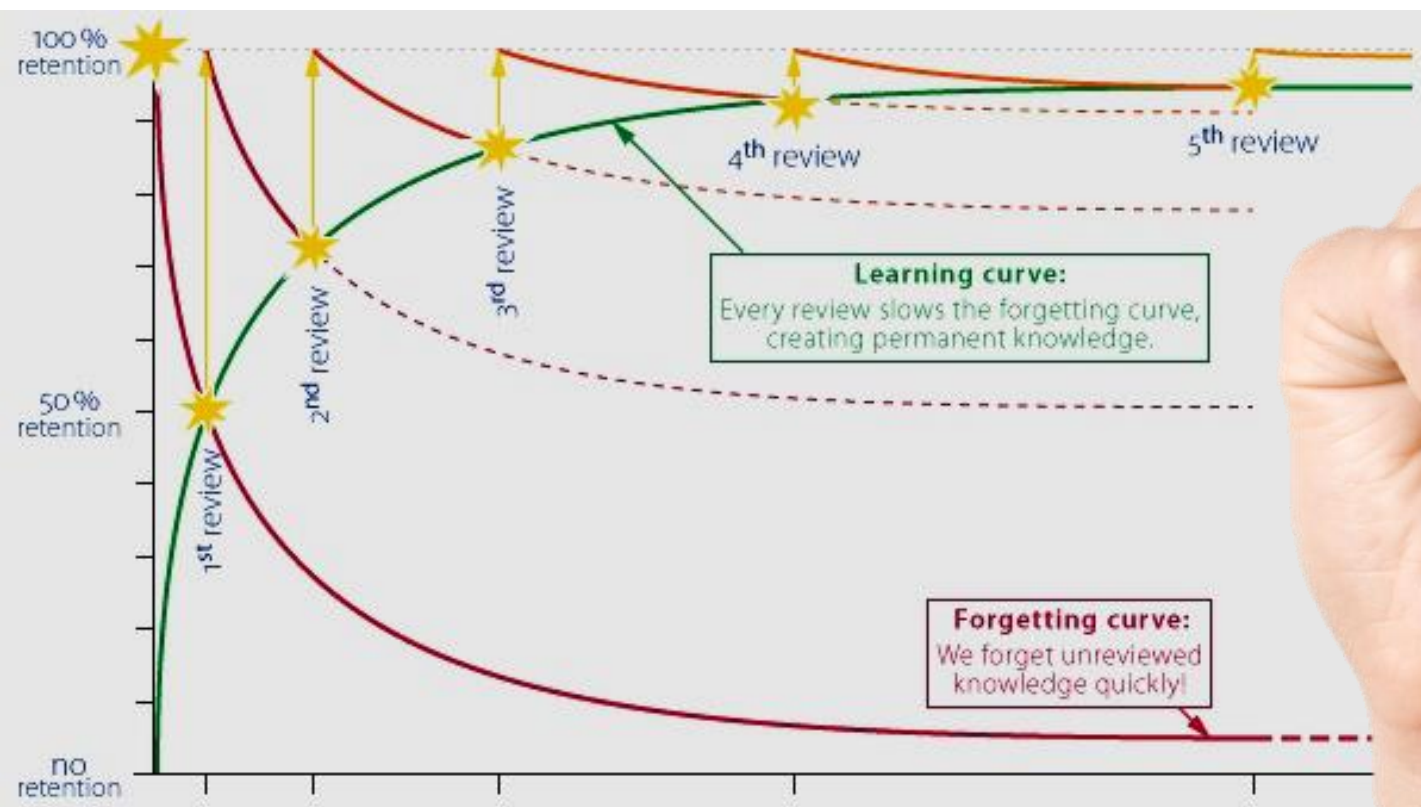 100 %
retention
50 %
retention
no
retention
1st review
2nd review
3rd review
4th review
5th review
Learning curve:
Every review slows the forgetting curve,
creating permanent knowledge.
Forgetting curve:
We forget unreviewed
knowledge quickly!